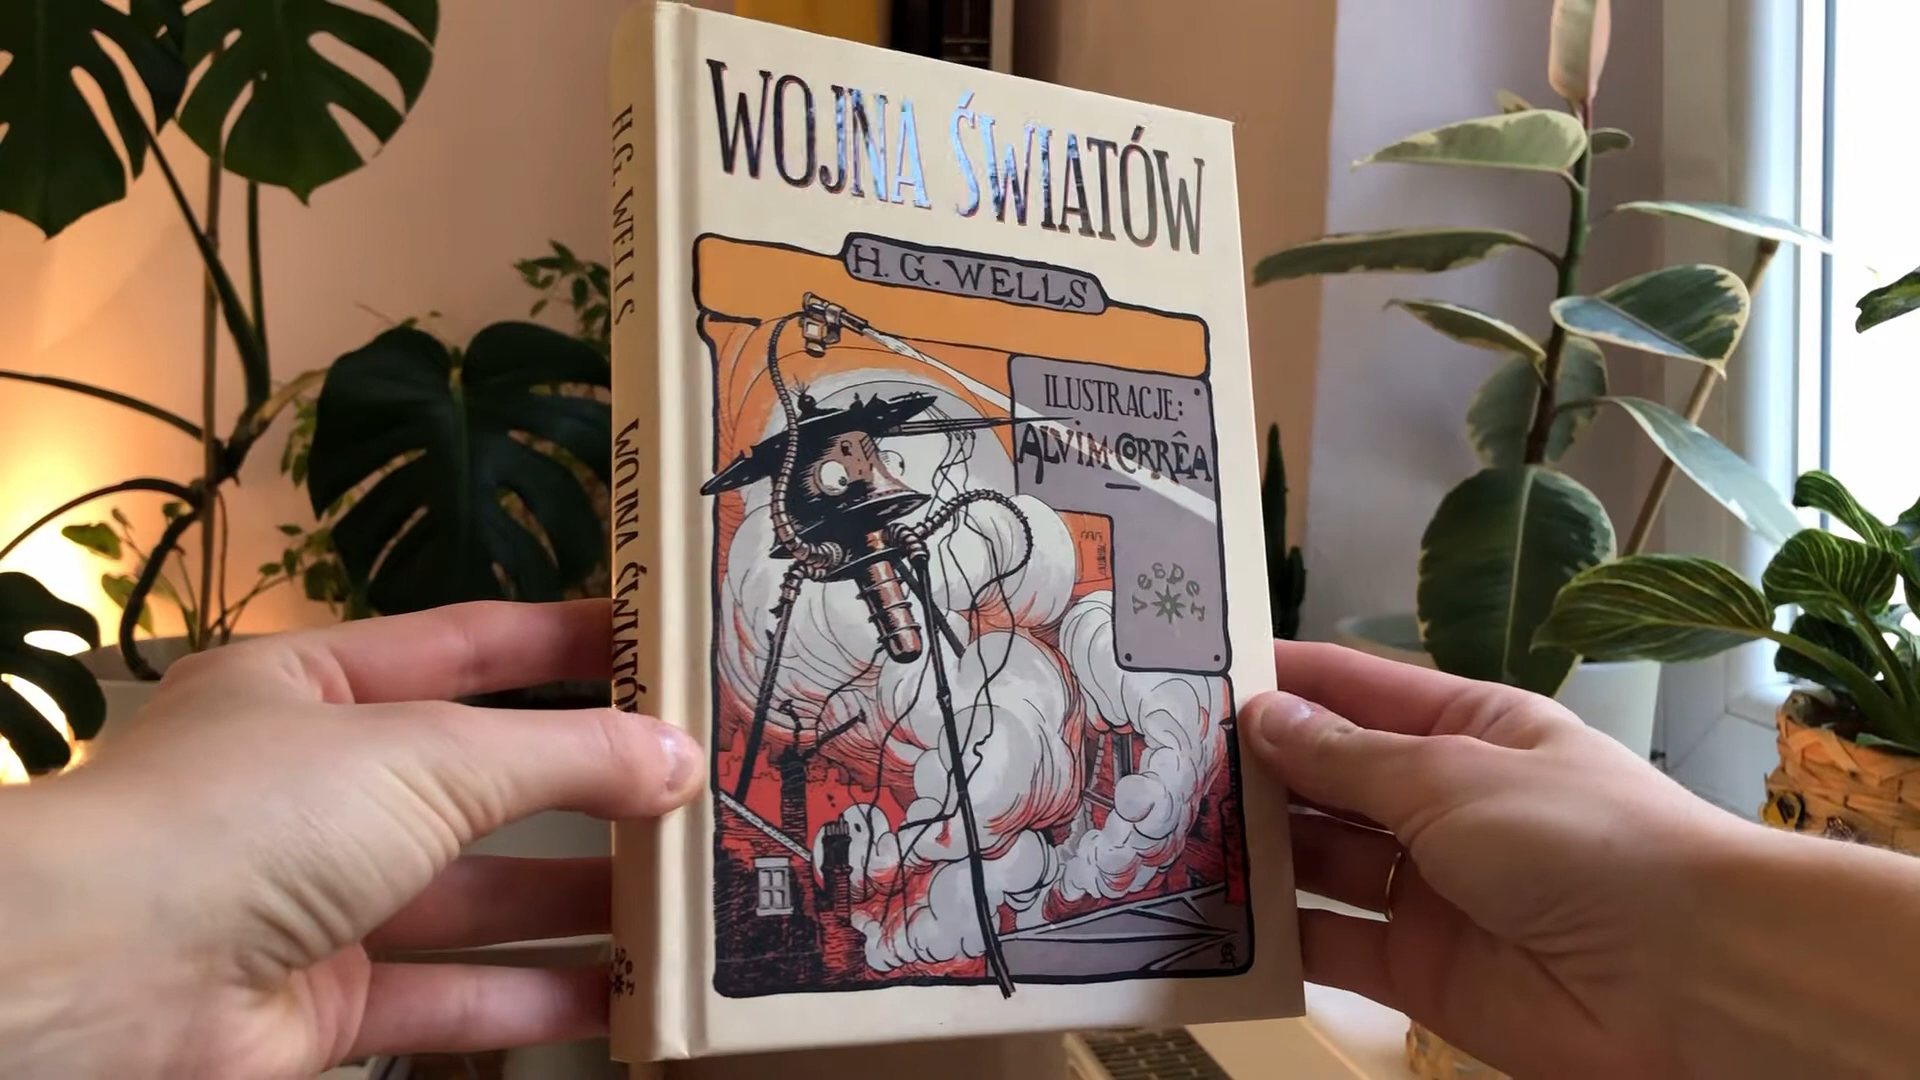 WOJNA ŚWIATÓW
H. G. WELLS
ILUSTRACJE:
ALVIM CORRÊA
vesper
H.G. WELLS WOJNA ŚWIATÓW